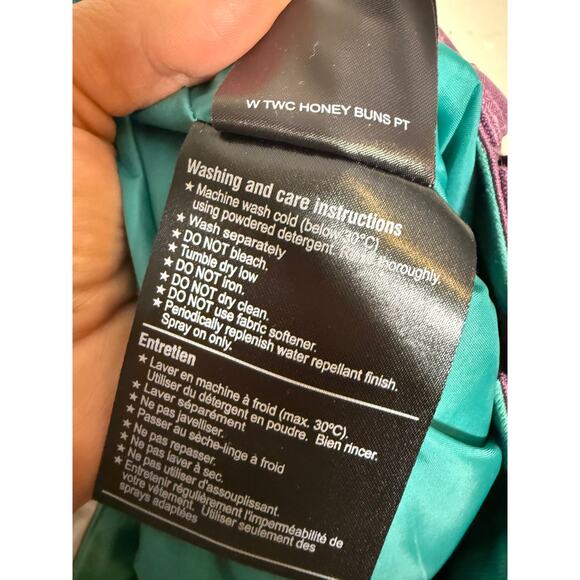 W TWC HONEY BUNS PT
Washing and care instructions
★ Machine wash cold (below 30ºC)
using powdered detergent. Rinse thoroughly.
★ Wash separately
★ DO NOT bleach.
★ Tumble dry low
★ DO NOT iron.
★ DO NOT dry clean.
★ DO NOT use fabric softener.
★ Periodically replenish water repellant finish.
Spray on only.
Entretien
★ Laver en machine à froid (max. 30ºC).
Utiliser du détergent en poudre. Bien rincer.
★ Laver séparément
★ Ne pas javelliser.
★ Passer au sèche-linge à froid
★ Ne pas repasser.
★ Ne pas laver à sec.
★ Ne pas utiliser d'assouplissant.
★ Entretenir régulièrement l'imperméabilité de
votre vêtement. Utiliser seulement des
sprays adaptées